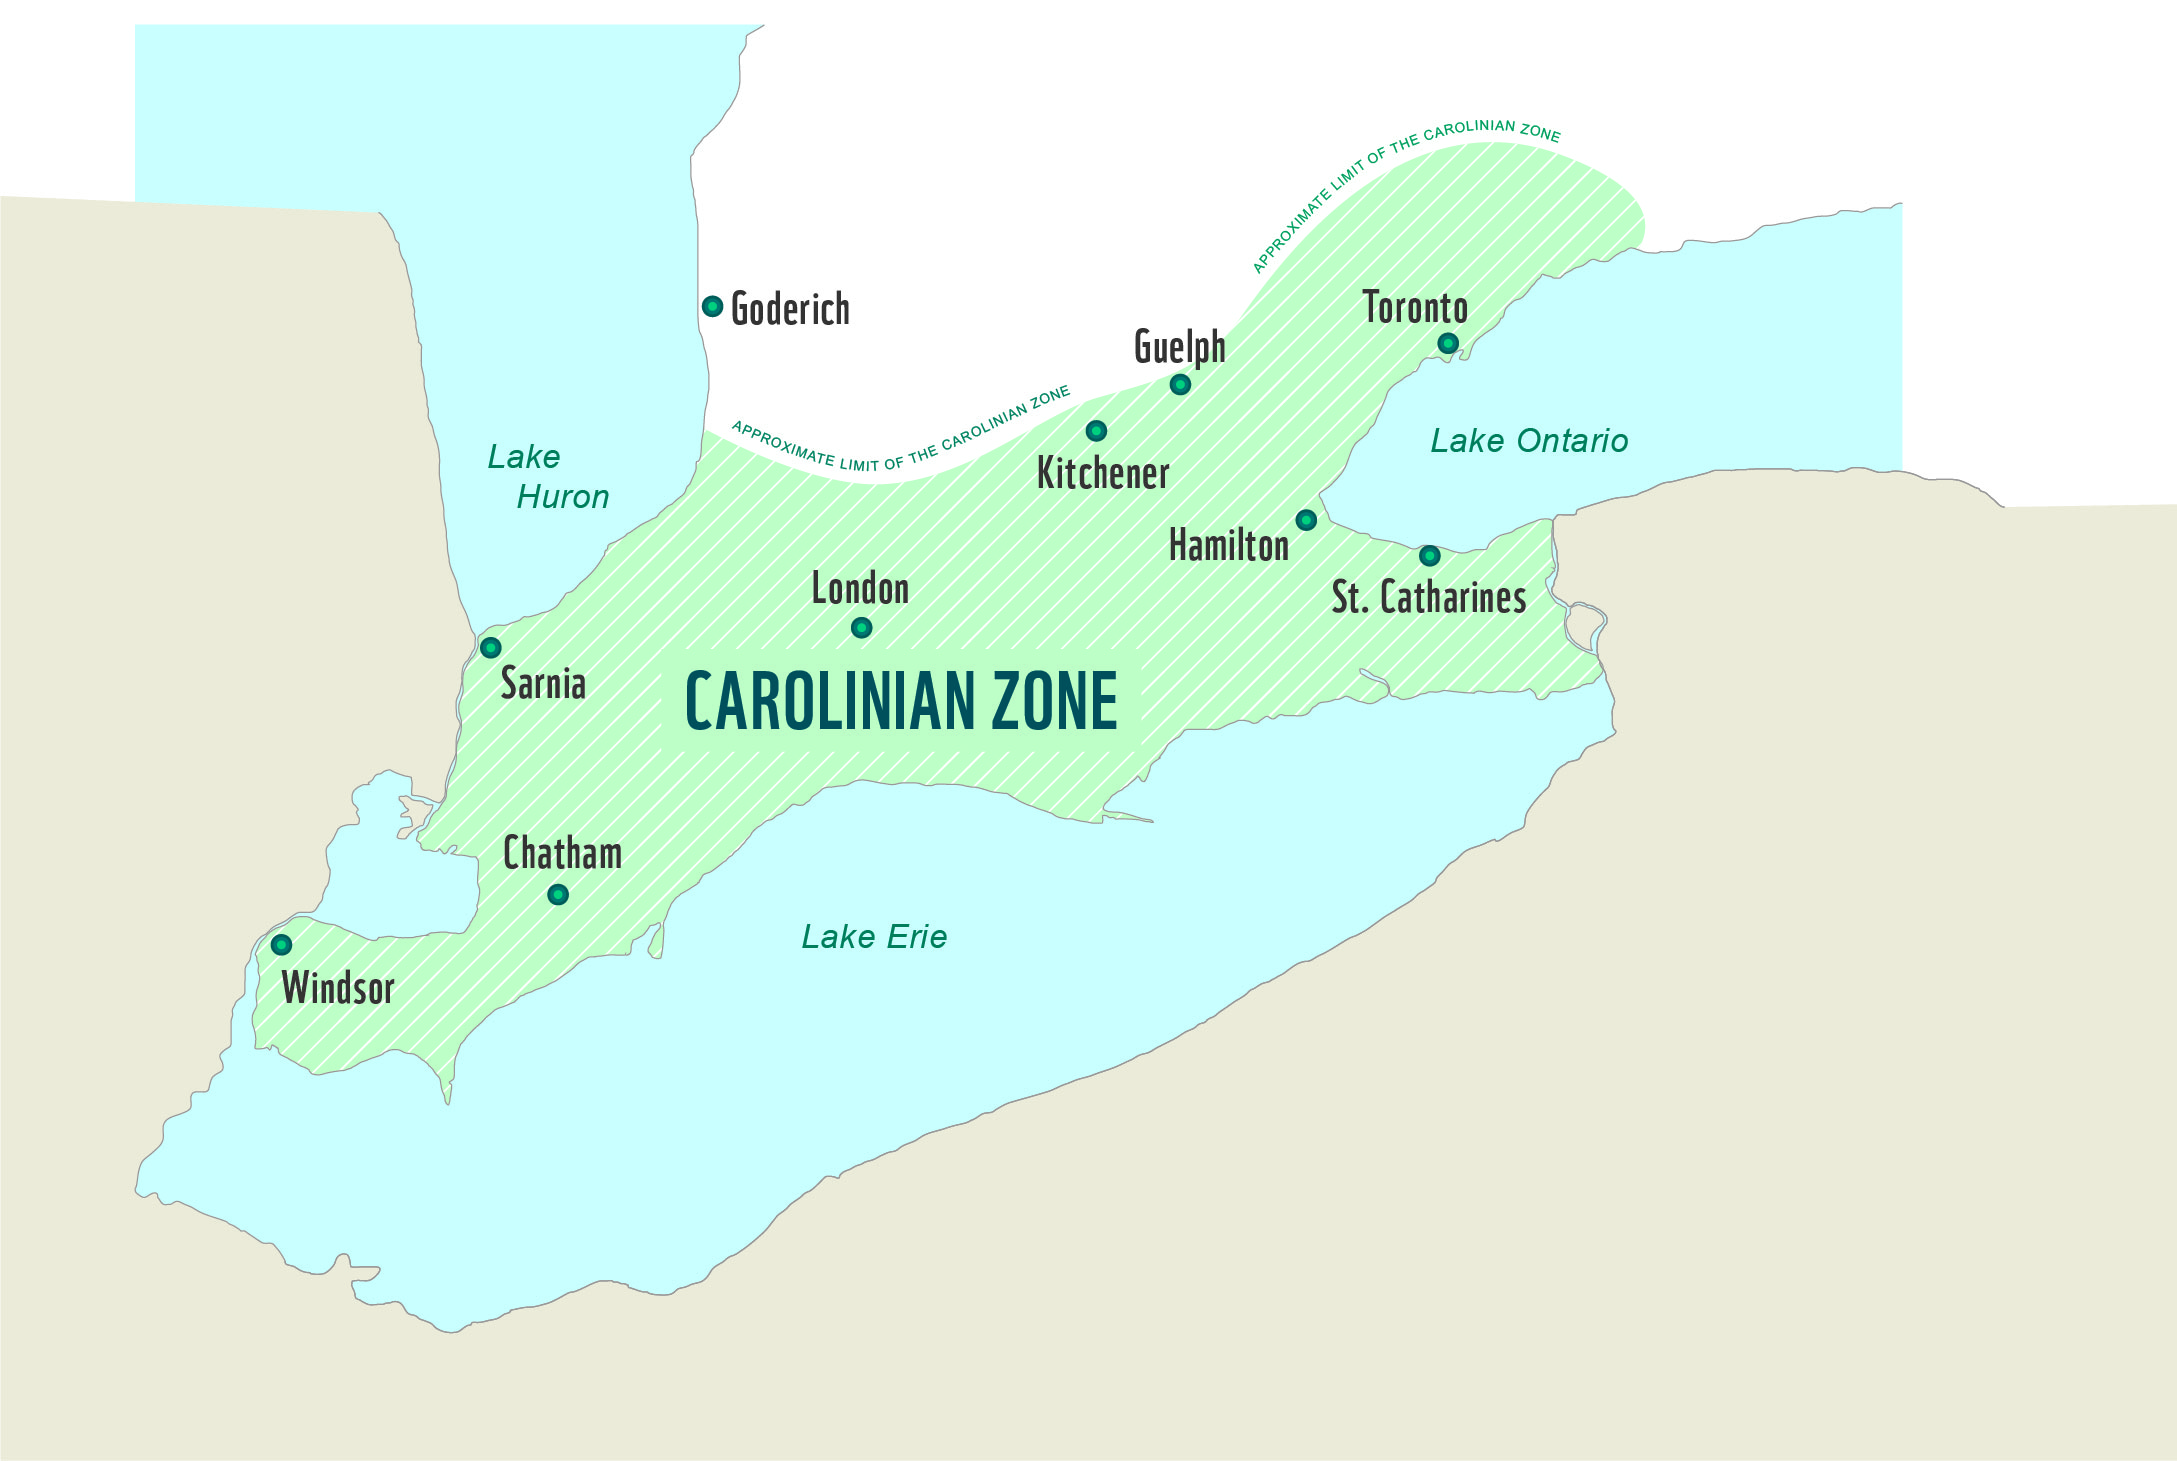 APPROXIMATE LIMIT OF THE CAROLINIAN ZONE
Goderich
Toronto
Guelph
APPROXIMATE LIMIT OF THE CAROLINIAN ZONE
Lake Ontario
Lake
Huron
Kitchener
Hamilton
London
St. Catharines
Sarnia
CAROLINIAN ZONE
Chatham
Lake Erie
Windsor